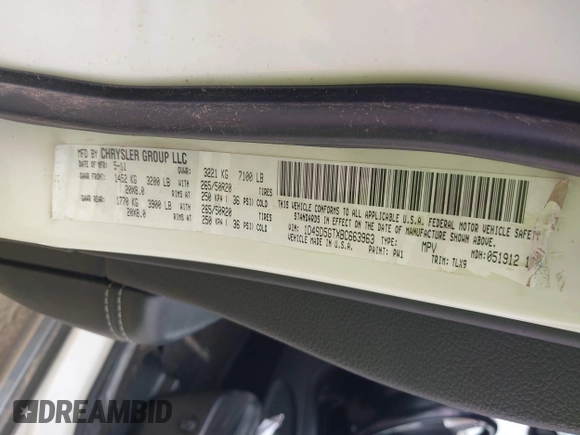 MFD BY CHRYSLER GROUP LLC
DATE OF MFR: 5-11 GVWR: 3221 KG 7100 LB
GAWR FRONT: 1452 KG 3200 LB WITH 265/50R20 TIRES
20X8.0 RIMS AT 250 KPA( 36 PSI) COLD
GAWR REAR: 1770 KG 3900 LB WITH 265/50R20 TIRES
20X8.0 RIMS AT 250 KPA( 36 PSI) COLD
THIS VEHICLE CONFORMS TO ALL APPLICABLE U.S.A. FEDERAL MOTOR VEHICLE SAFE
STANDARDS IN EFFECT ON THE DATE OF MANUFACTURE SHOWN ABOVE.
VIN: 1D4SD5GTXBC663963 TYPE: MPV MDH: 051912 1
MADE IN U.S.A. PAINT: PW1 TRIM: TLX9
DREAMBID